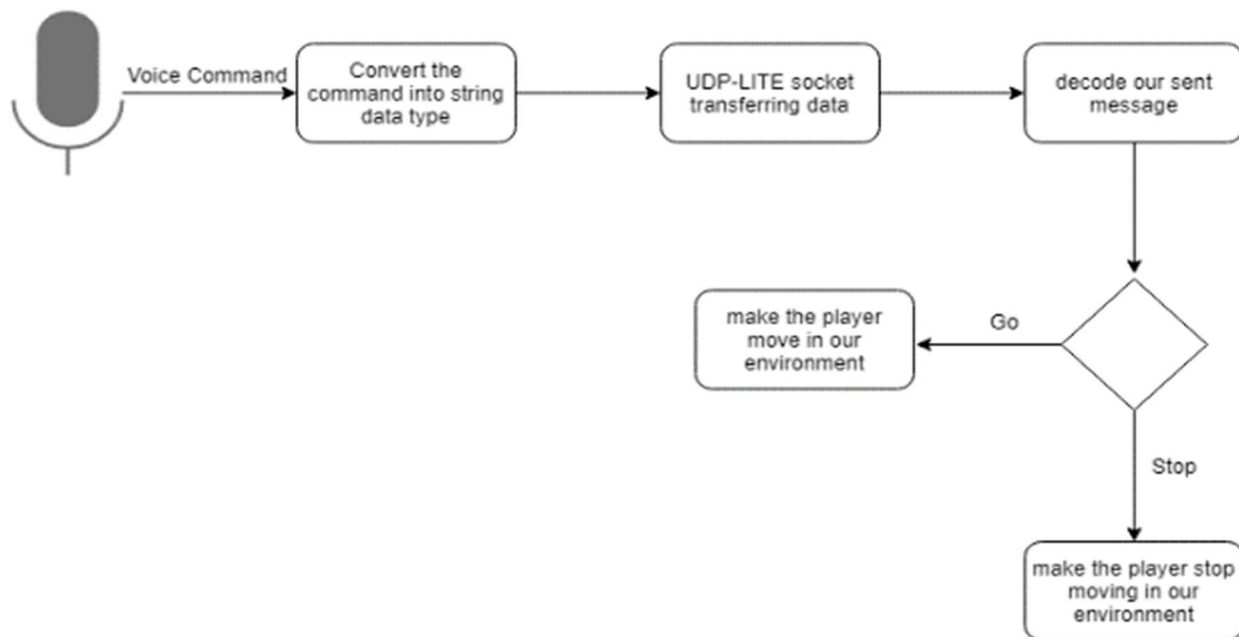 Voice Command
Convert the
command into string
data type
UDP-LITE socket
transferring data
decode our sent
message
Go
make the player
move in our
environment
Stop
make the player stop
moving in our
environment